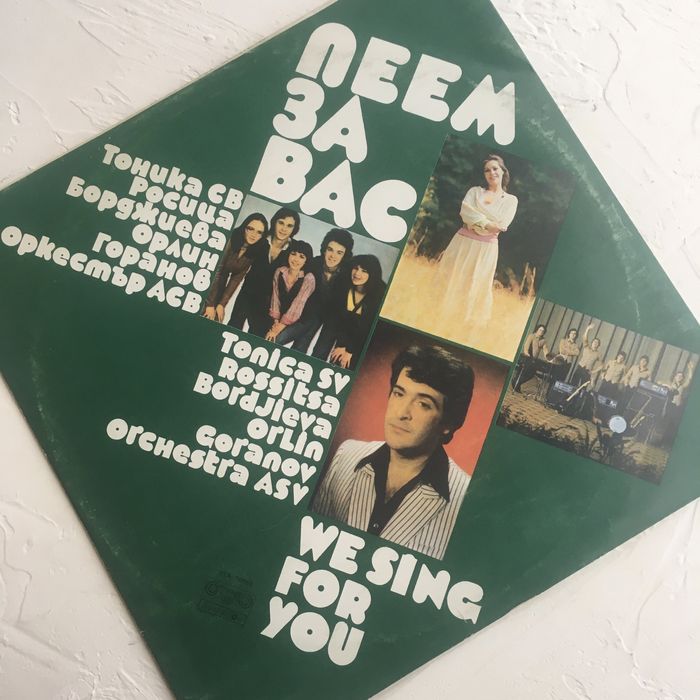 ПЕЕМ
ЗА
ВАС
Тоника СВ
Росица
Борджиева
Орлин
Горанов
Оркестър АСВ
Tonica SV
Rossitsa
Bordjieva
Orlin
Goranov
Orchestra ASV
WE SING
FOR
YOU